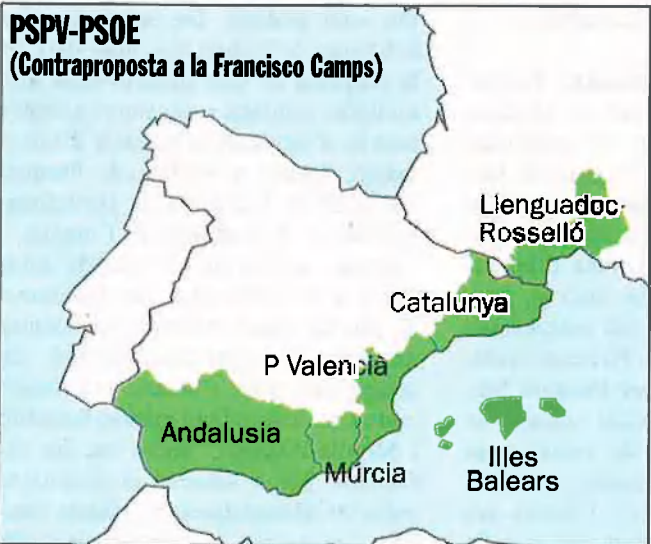 PSPV-PSOE
(Contraproposta a la Francisco Camps)
Llenguadoc-
Rosselló
Catalunya
P Valencià
Andalusia
Múrcia
Illes
Balears